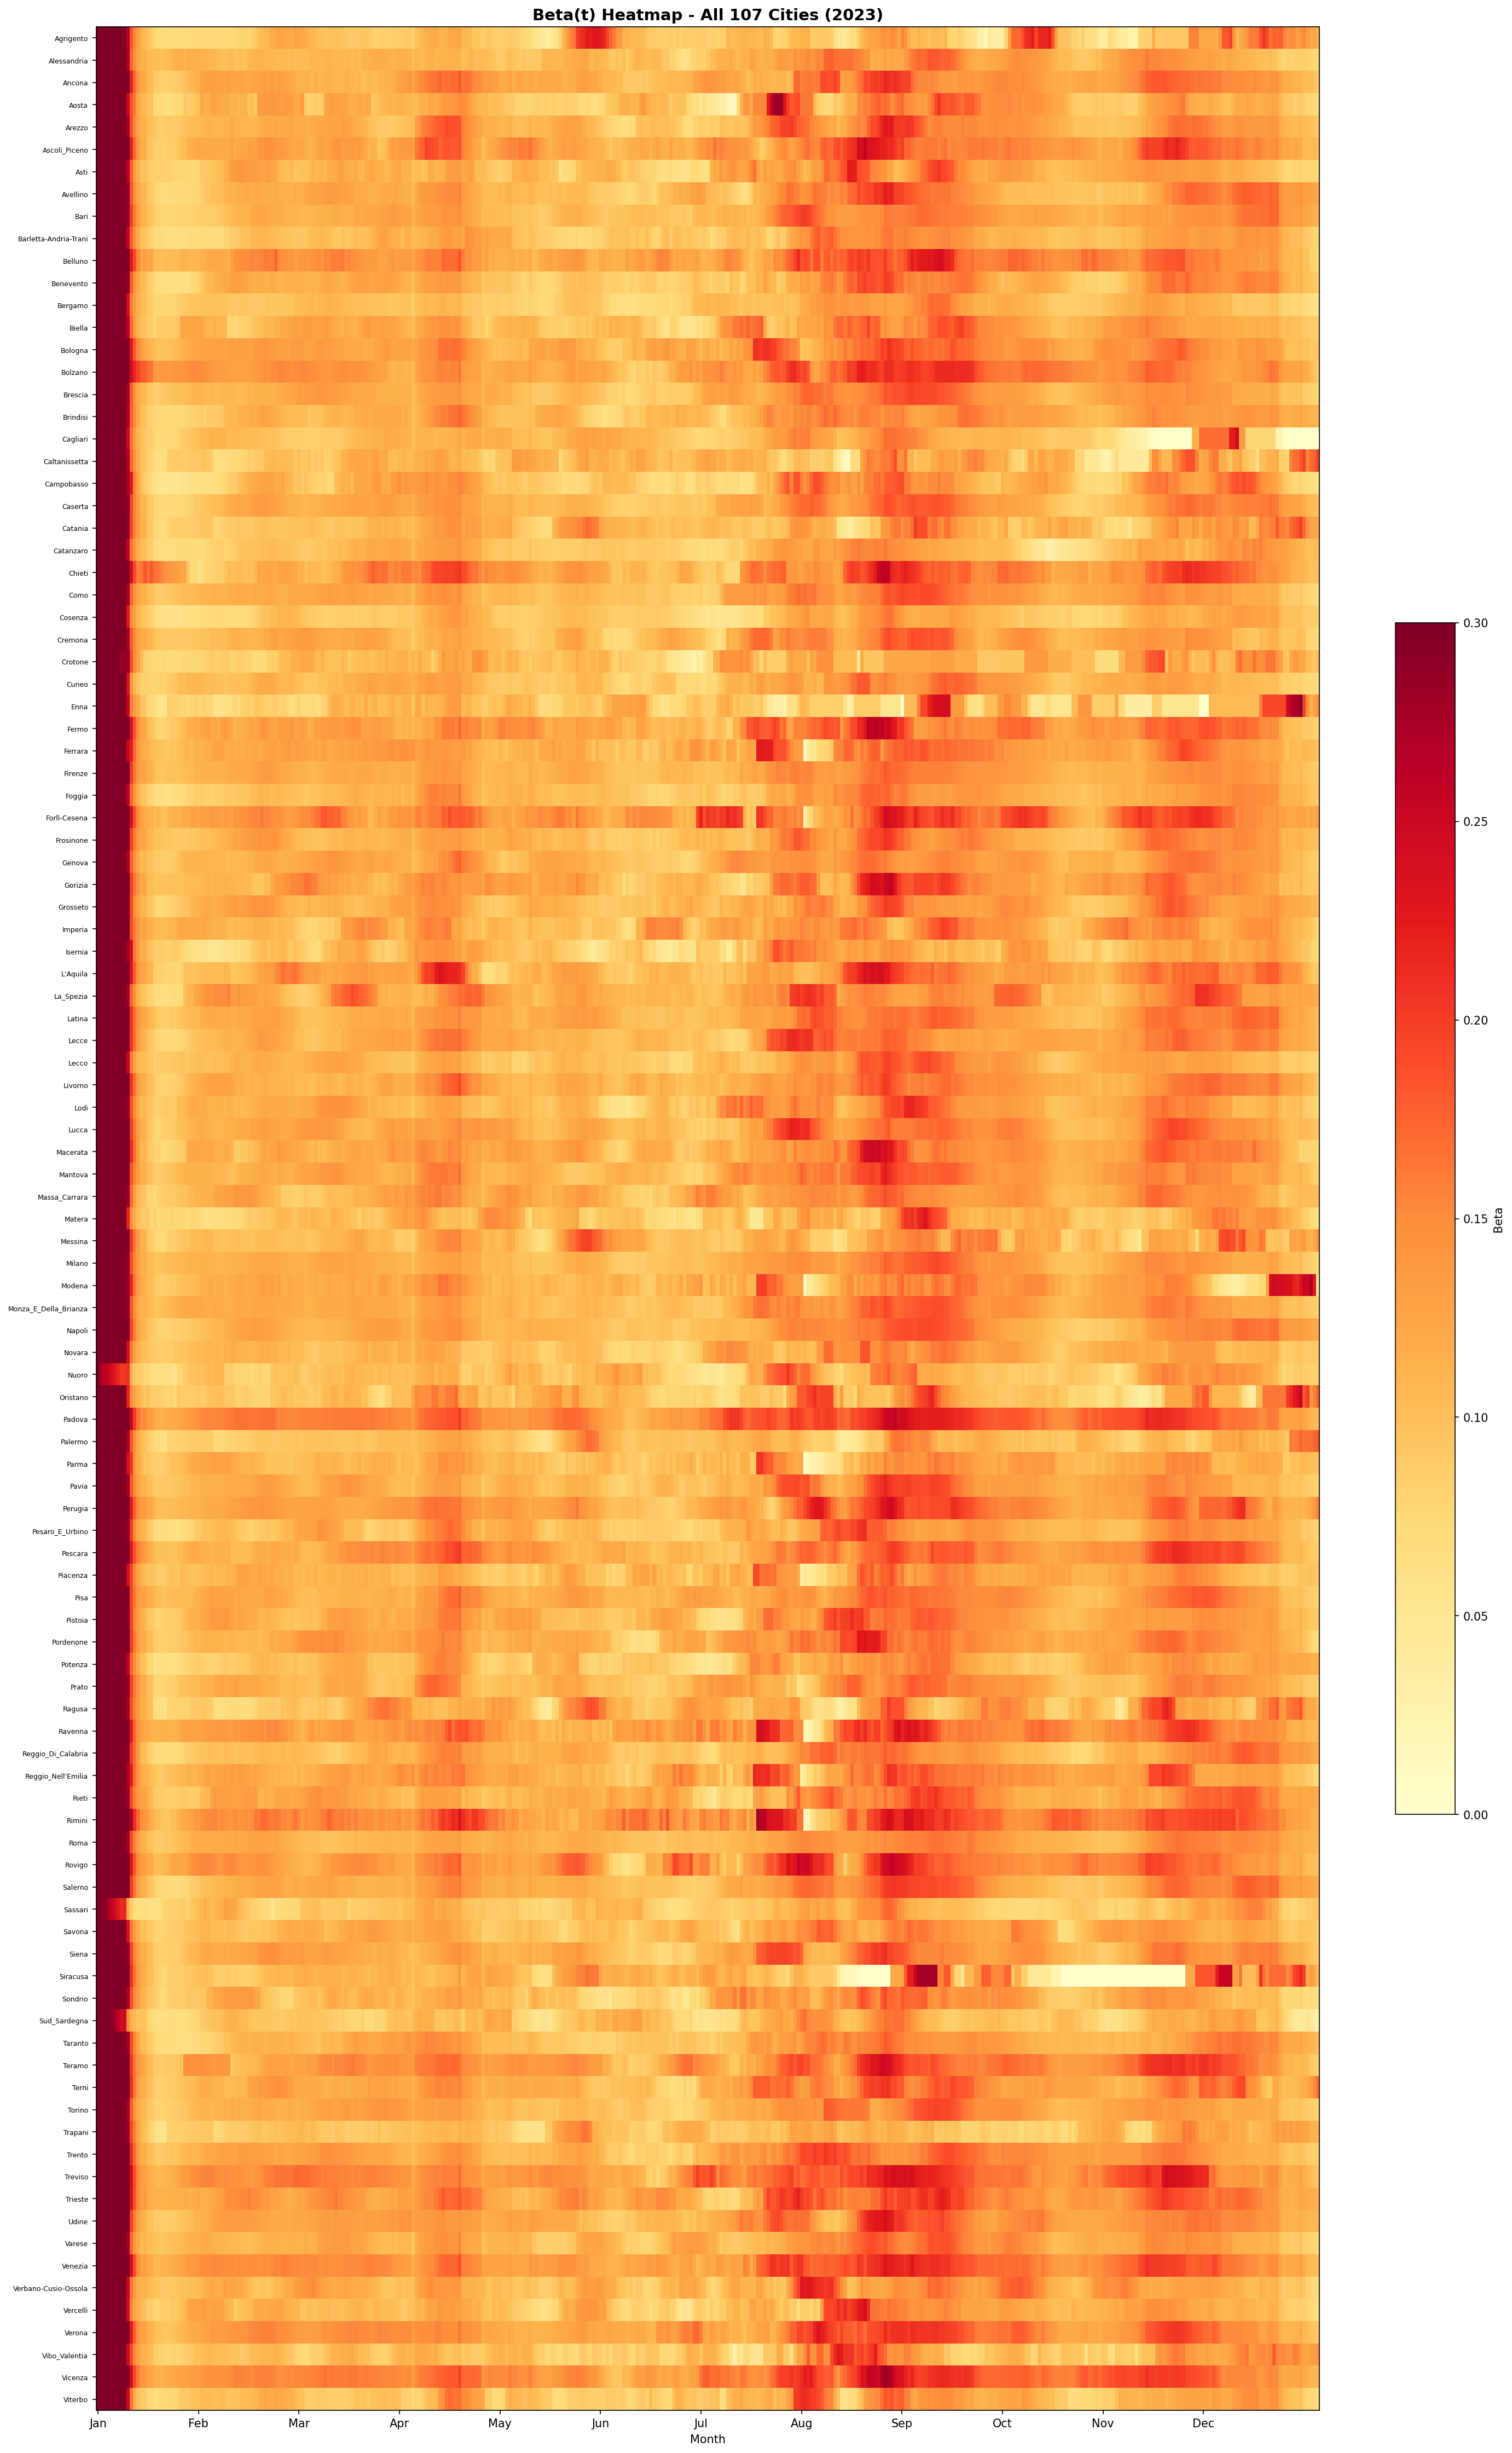 Beta(t) Heatmap - All 107 Cities (2023)
Agrigento
Alessandria
Ancona
Aosta
Arezzo
Ascoli_Piceno
Asti
Avellino
Bari
Barletta-Andria-Trani
Belluno
Benevento
Bergamo
Biella
Bologna
Bolzano
Brescia
Brindisi
Cagliari
Caltanissetta
Campobasso
Caserta
Catania
Catanzaro
Chieti
Como
Cosenza
Cremona
Crotone
Cuneo
Enna
Fermo
Ferrara
Firenze
Foggia
Forlì-Cesena
Frosinone
Genova
Gorizia
Grosseto
Imperia
Isernia
L'Aquila
La_Spezia
Latina
Lecce
Lecco
Livorno
Lodi
Lucca
Macerata
Mantova
Massa_Carrara
Matera
Messina
Milano
Modena
Monza_E_Della_Brianza
Napoli
Novara
Nuoro
Oristano
Padova
Palermo
Parma
Pavia
Perugia
Pesaro_E_Urbino
Pescara
Piacenza
Pisa
Pistoia
Pordenone
Potenza
Prato
Ragusa
Ravenna
Reggio_Di_Calabria
Reggio_Nell'Emilia
Rieti
Rimini
Roma
Rovigo
Salerno
Sassari
Savona
Siena
Siracusa
Sondrio
Sud_Sardegna
Taranto
Teramo
Terni
Torino
Trapani
Trento
Treviso
Trieste
Udine
Varese
Venezia
Verbano-Cusio-Ossola
Vercelli
Verona
Vibo_Valentia
Vicenza
Viterbo
Jan Feb Mar Apr May Jun Jul Aug Sep Oct Nov Dec
Month
0.30
0.25
0.20
0.15
0.10
0.05
0.00
Beta